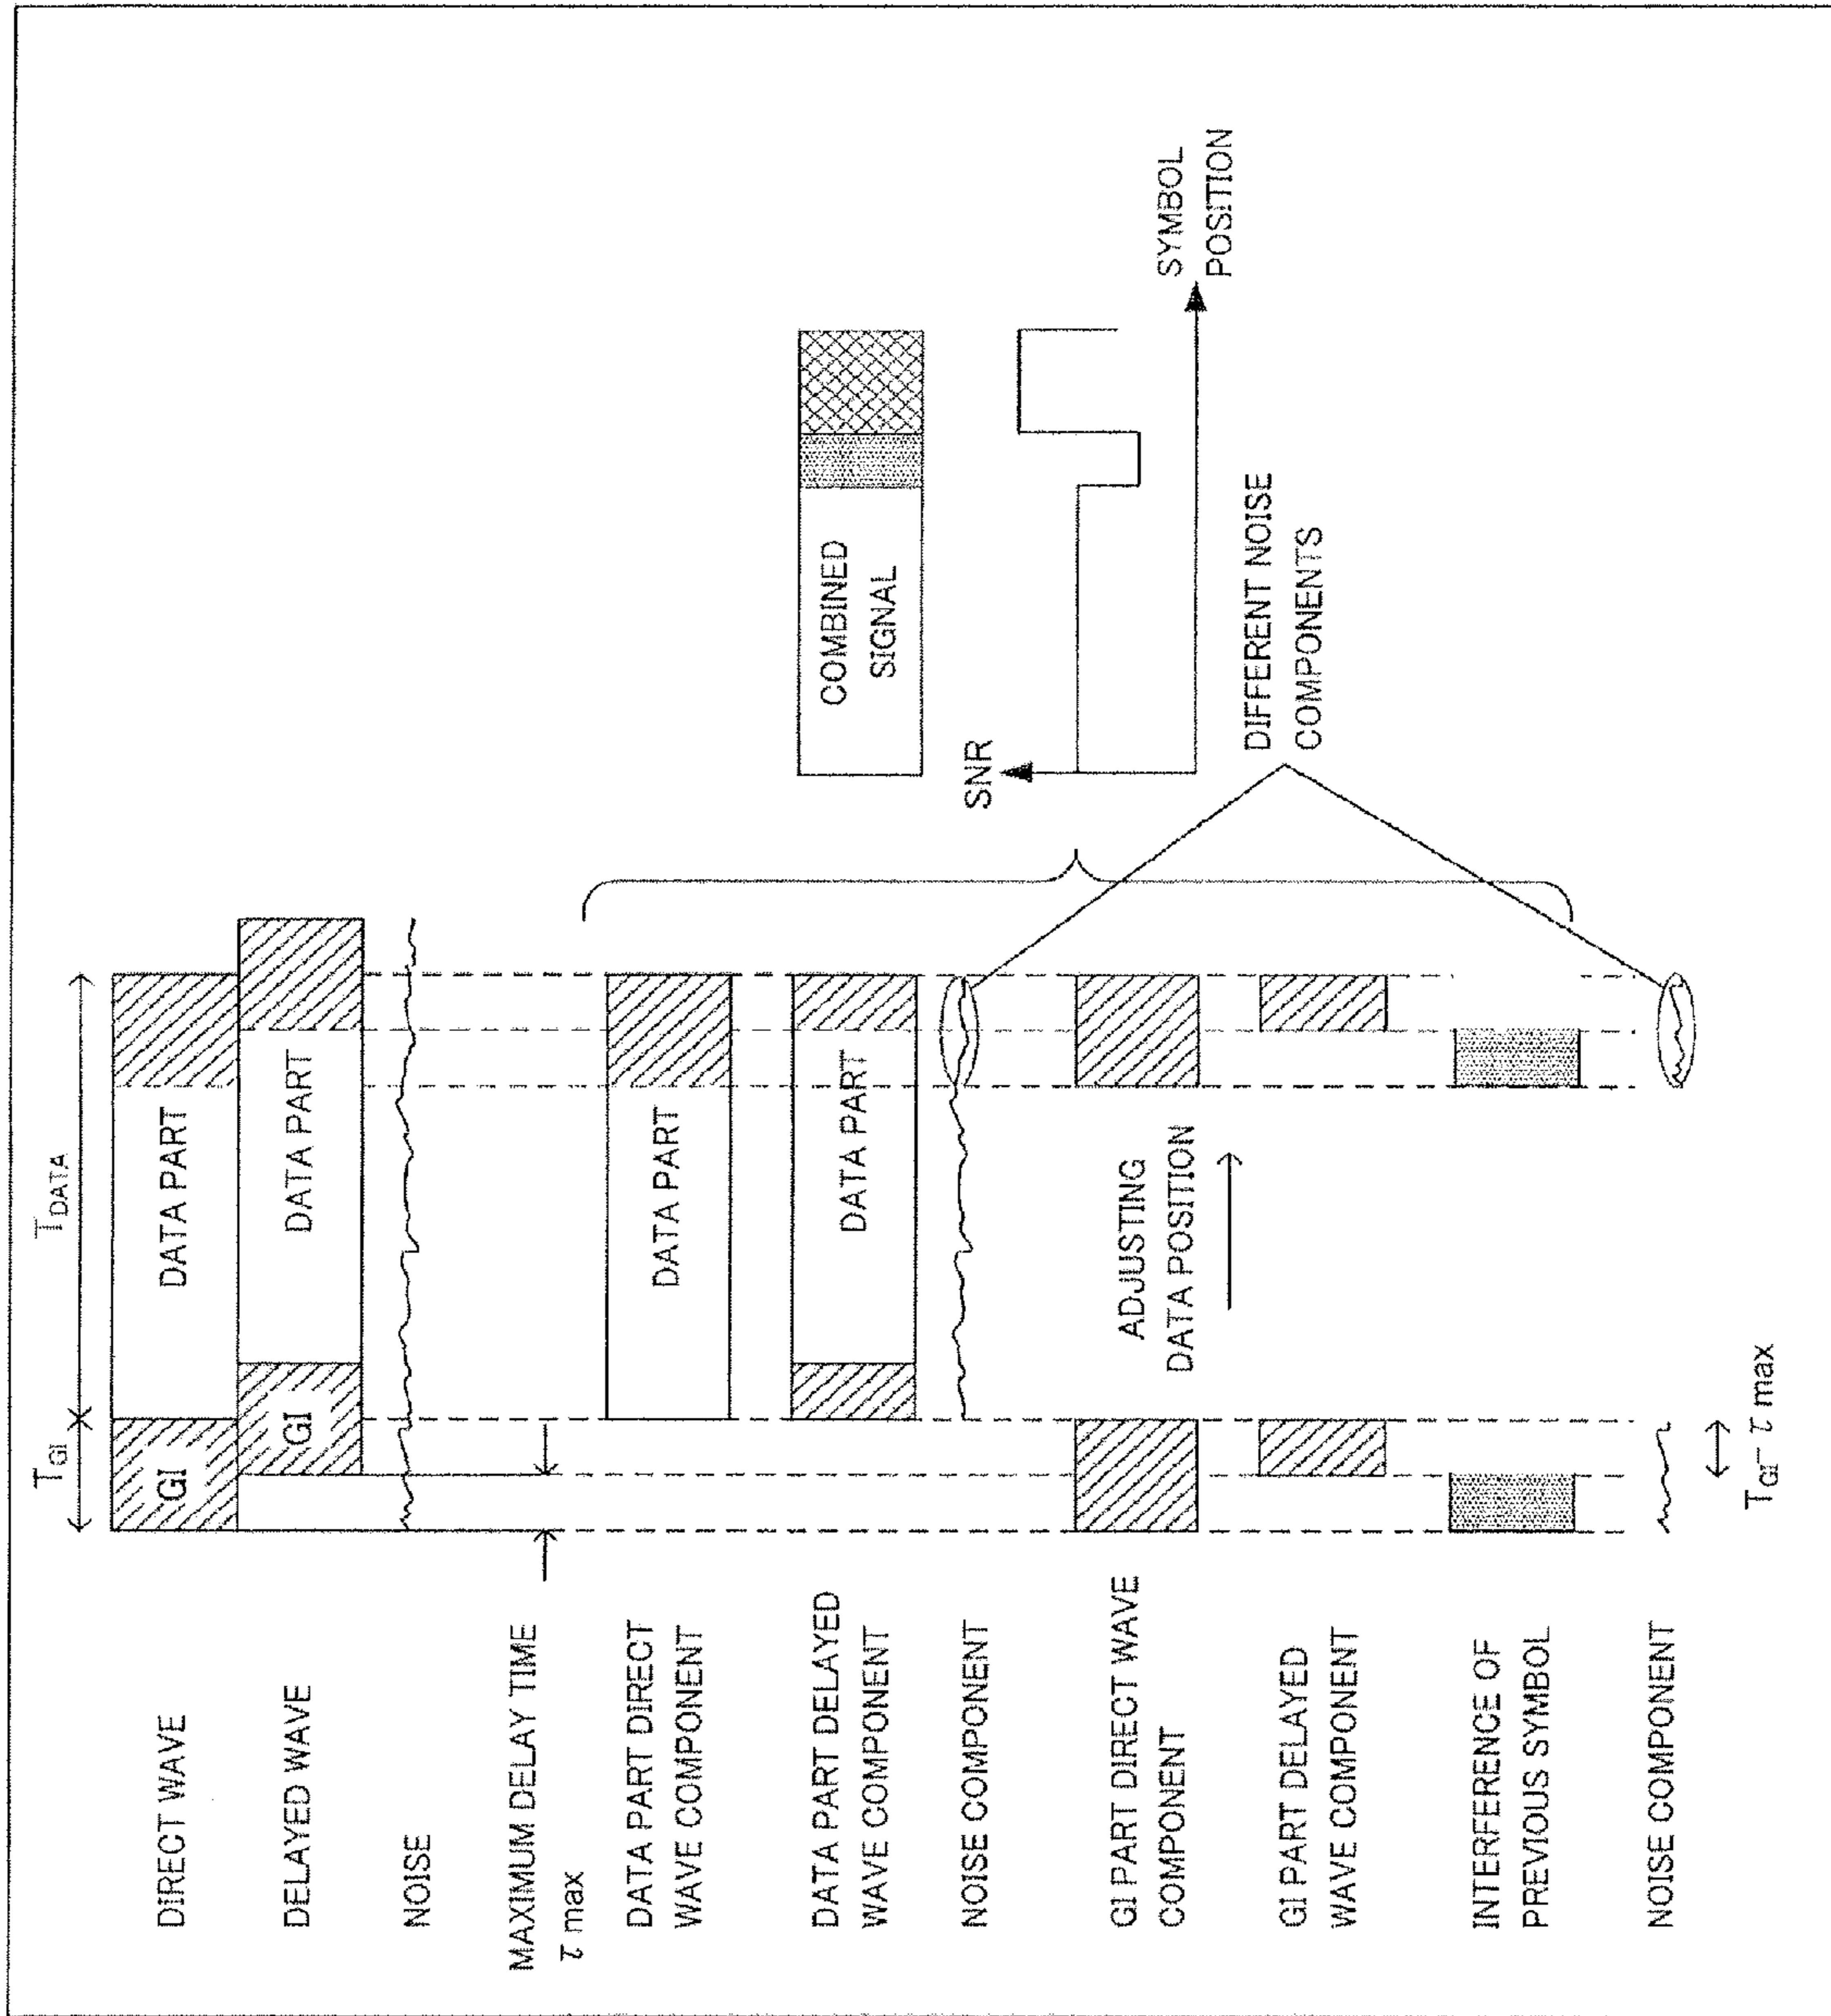 T_GI
T_DATA
DIRECT WAVE
GI
DATA PART
DELAYED WAVE
GI
DATA PART
NOISE
MAXIMUM DELAY TIME
τ max
DATA PART DIRECT
WAVE COMPONENT
DATA PART
DATA PART DELAYED
WAVE COMPONENT
DATA PART
NOISE COMPONENT
GI PART DIRECT WAVE
COMPONENT
ADJUSTING
DATA POSITION
GI PART DELAYED
WAVE COMPONENT
INTERFERENCE OF
PREVIOUS SYMBOL
NOISE COMPONENT
T_GI- τ max
COMBINED
SIGNAL
SNR
SYMBOL
POSITION
DIFFERENT NOISE
COMPONENTS